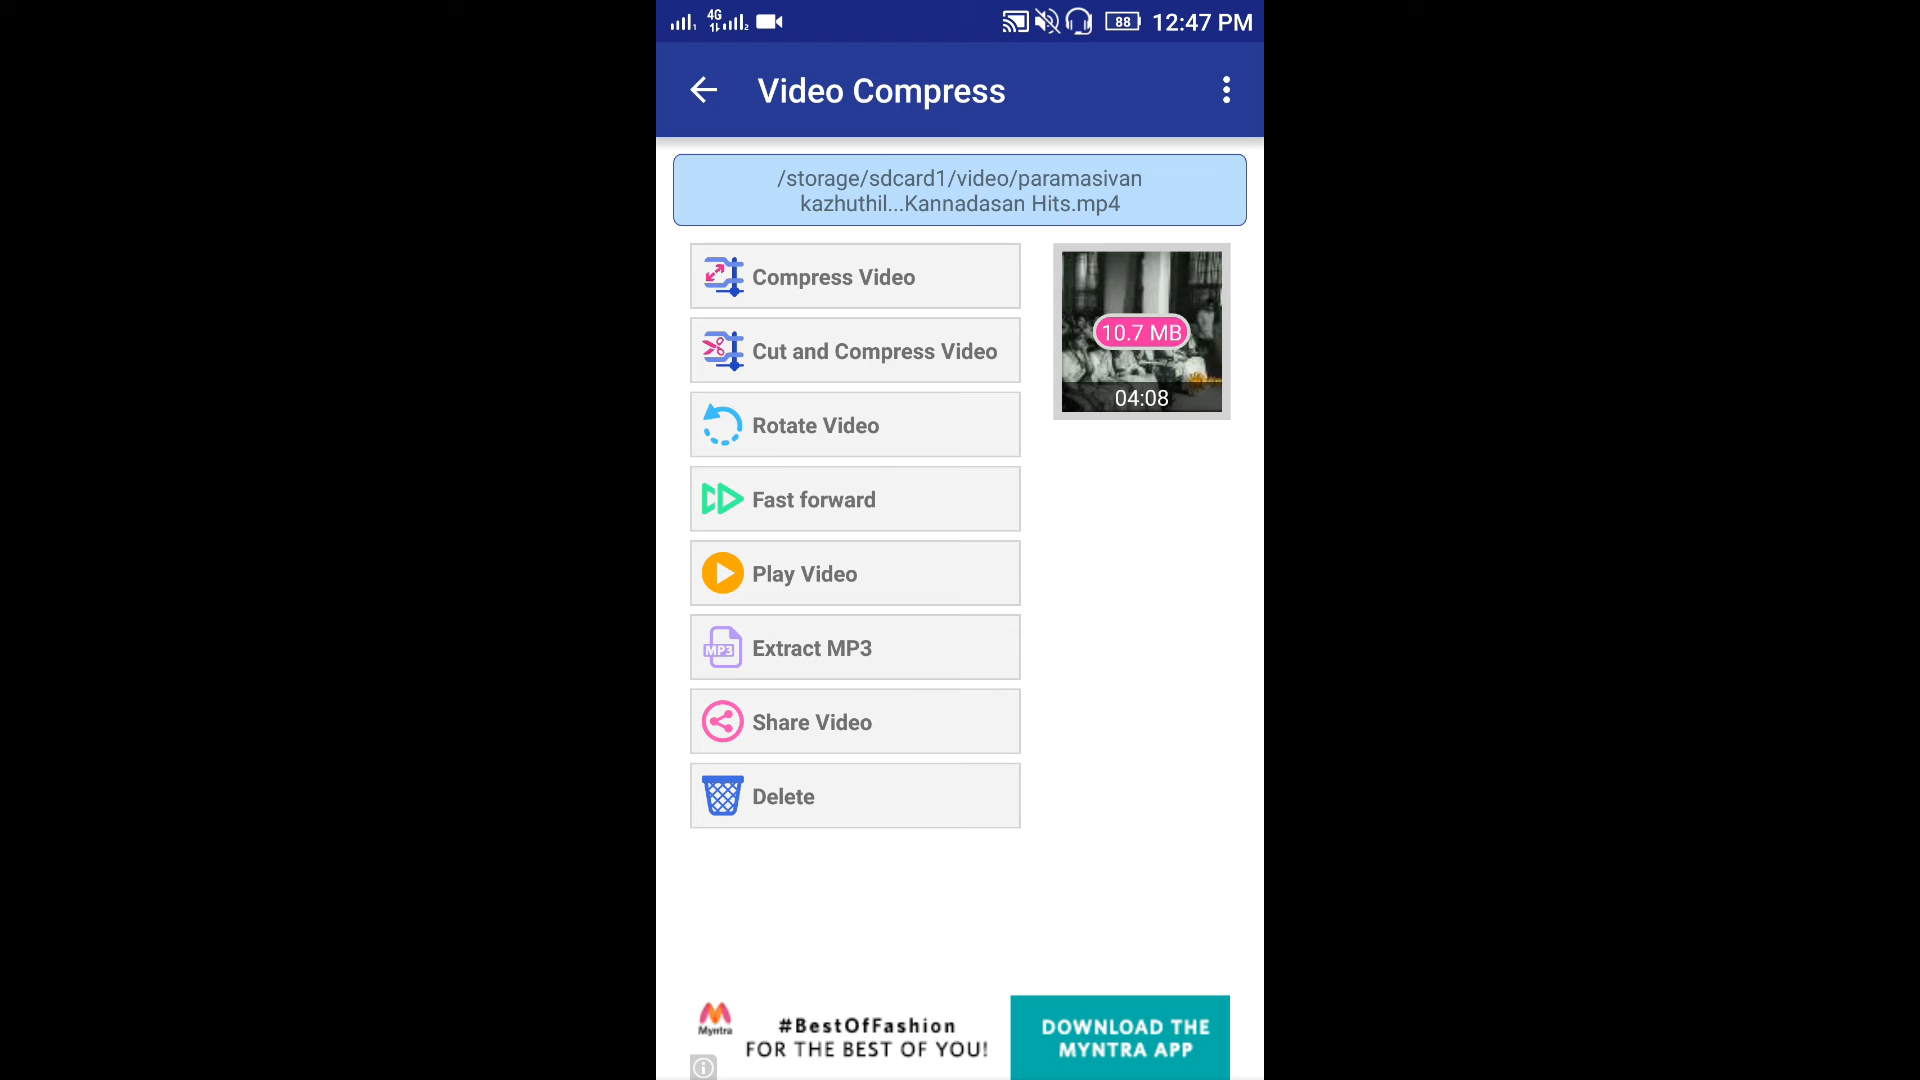 4G
88 12:47 PM
Video Compress
/storage/sdcard1/video/paramasivan
kazhuthil...Kannadasan Hits.mp4
Compress Video
10.7 MB
04:08
Cut and Compress Video
Rotate Video
Fast forward
Play Video
MP3 Extract MP3
Share Video
Delete
Myntra
#BestOfFashion
FOR THE BEST OF YOU!
DOWNLOAD THE
MYNTRA APP